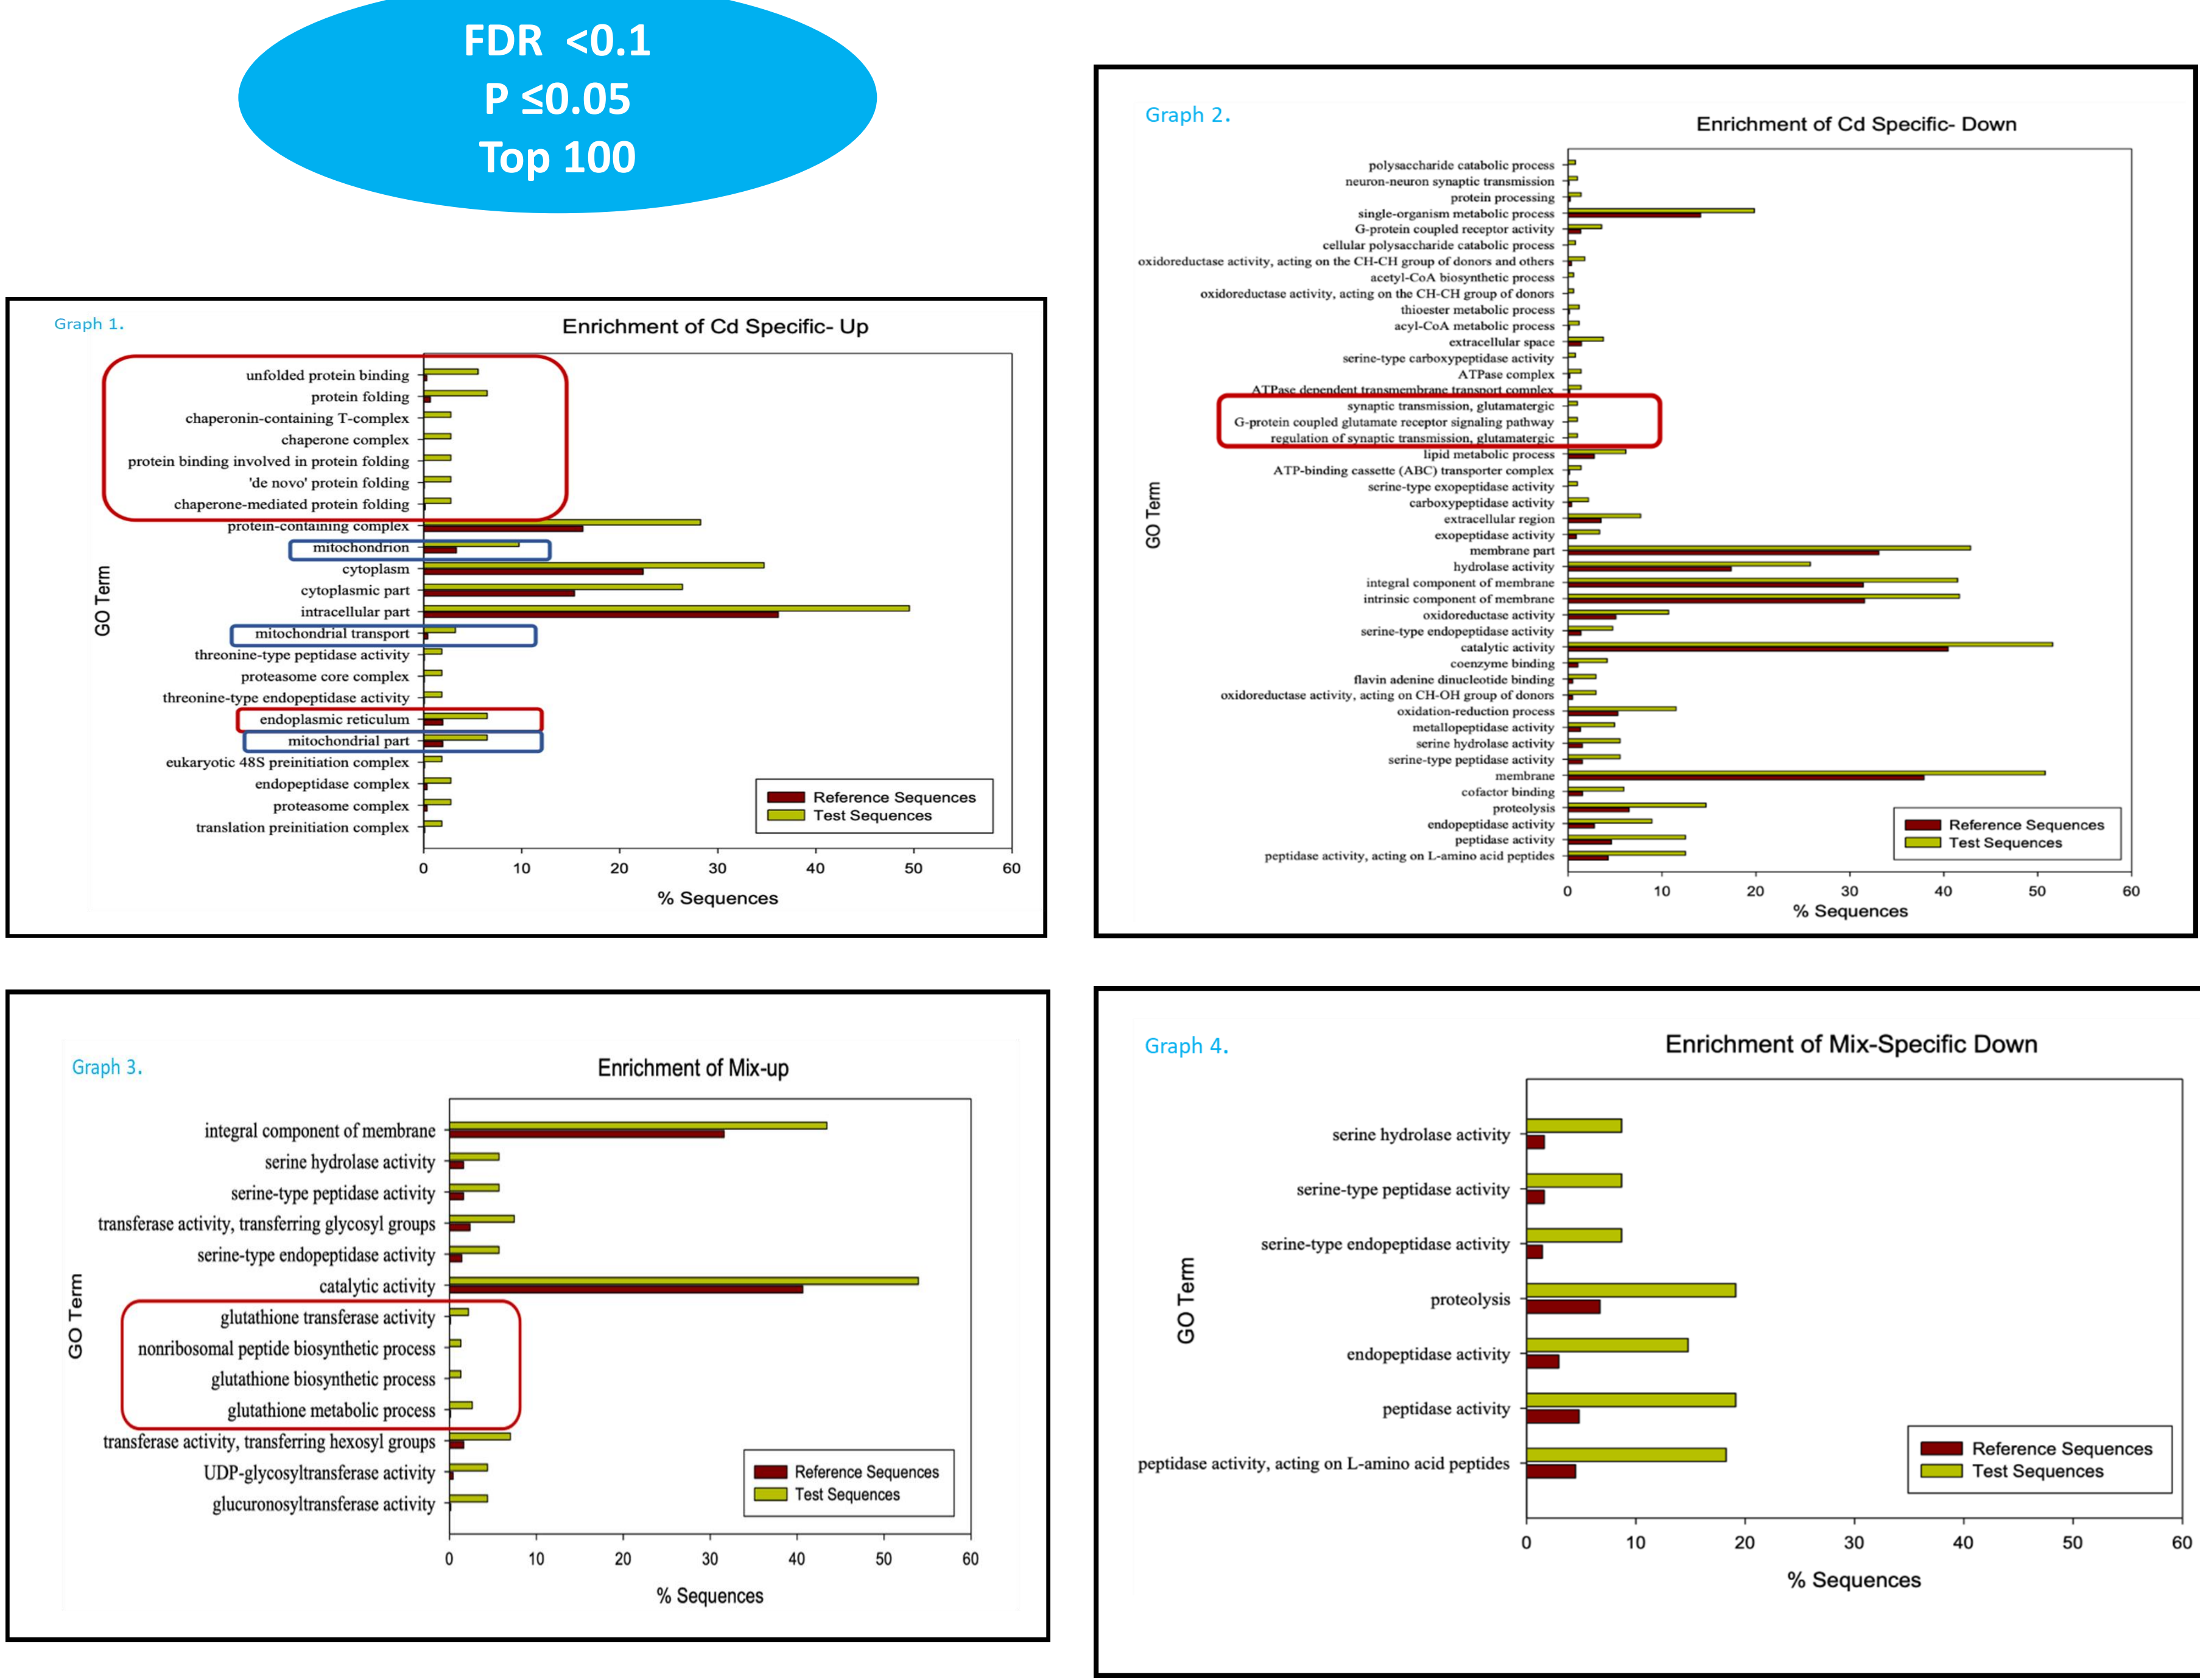 FDR <0.1
P ≤0.05
Top 100
Graph 1.
Enrichment of Cd Specific- Up
unfolded protein binding
protein folding
chaperonin-containing T-complex
chaperone complex
protein binding involved in protein folding
'de novo' protein folding
chaperone-mediated protein folding
protein-containing complex
mitochondrion
cytoplasm
cytoplasmic part
intracellular part
mitochondrial transport
threonine-type peptidase activity
proteasome core complex
threonine-type endopeptidase activity
endoplasmic reticulum
mitochondrial part
eukaryotic 48S preinitiation complex
endopeptidase complex
proteasome complex
translation preinitiation complex
GO Term
Reference Sequences
Test Sequences
0 10 20 30 40 50 60
% Sequences
Graph 2.
Enrichment of Cd Specific- Down
polysaccharide catabolic process
neuron-neuron synaptic transmission
protein processing
single-organism metabolic process
G-protein coupled receptor activity
cellular polysaccharide catabolic process
oxidoreductase activity, acting on the CH-CH group of donors and others
acetyl-CoA biosynthetic process
oxidoreductase activity, acting on the CH-CH group of donors
thioester metabolic process
acyl-CoA metabolic process
extracellular space
serine-type carboxypeptidase activity
ATPase complex
ATPase dependent transmembrane transport complex
synaptic transmission, glutamatergic
G-protein coupled glutamate receptor signaling pathway
regulation of synaptic transmission, glutamatergic
lipid metabolic process
ATP-binding cassette (ABC) transporter complex
serine-type exopeptidase activity
carboxypeptidase activity
extracellular region
exopeptidase activity
membrane part
hydrolase activity
integral component of membrane
intrinsic component of membrane
oxidoreductase activity
serine-type endopeptidase activity
catalytic activity
coenzyme binding
flavin adenine dinucleotide binding
oxidoreductase activity, acting on CH-OH group of donors
oxidation-reduction process
metallopeptidase activity
serine hydrolase activity
serine-type peptidase activity
membrane
cofactor binding
proteolysis
endopeptidase activity
peptidase activity
peptidase activity, acting on L-amino acid peptides
GO Term
Reference Sequences
Test Sequences
0 10 20 30 40 50 60
% Sequences
Graph 3.
Enrichment of Mix-up
integral component of membrane
serine hydrolase activity
serine-type peptidase activity
transferase activity, transferring glycosyl groups
serine-type endopeptidase activity
catalytic activity
glutathione transferase activity
nonribosomal peptide biosynthetic process
glutathione biosynthetic process
glutathione metabolic process
transferase activity, transferring hexosyl groups
UDP-glycosyltransferase activity
glucuronosyltransferase activity
GO Term
Reference Sequences
Test Sequences
0 10 20 30 40 50 60
% Sequences
Graph 4.
Enrichment of Mix-Specific Down
serine hydrolase activity
serine-type peptidase activity
serine-type endopeptidase activity
proteolysis
endopeptidase activity
peptidase activity
peptidase activity, acting on L-amino acid peptides
GO Term
Reference Sequences
Test Sequences
0 10 20 30 40 50 60
% Sequences